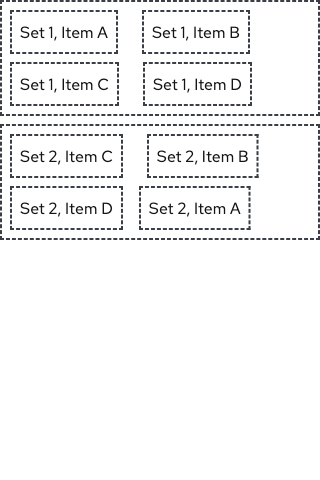 Set 1, Item A Set 1, Item B
Set 1, Item C Set 1, Item D
Set 2, Item C Set 2, Item B
Set 2, Item D Set 2, Item A